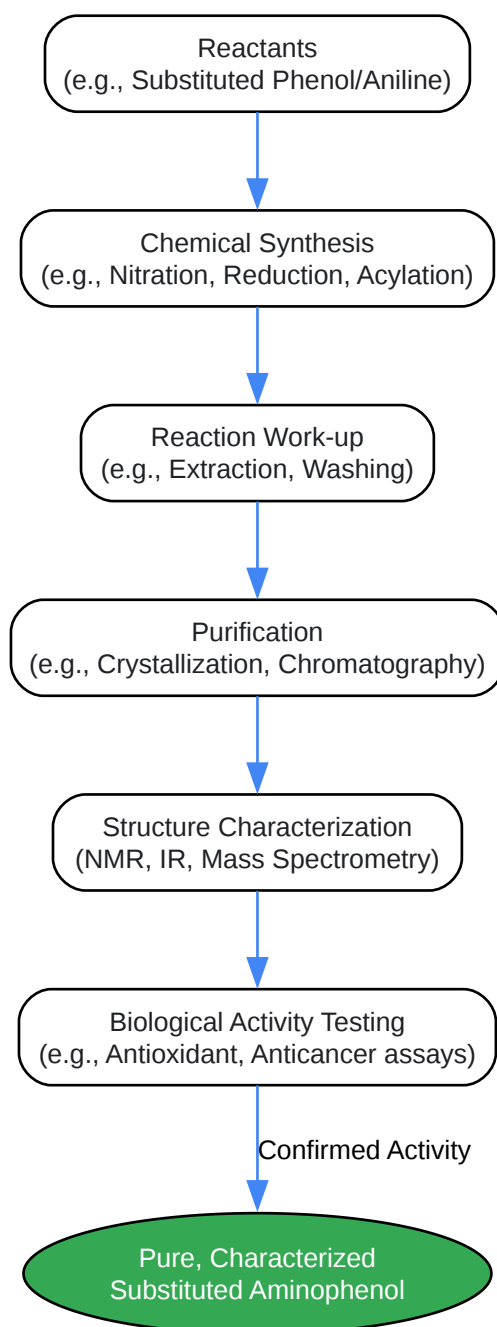 Reactants
(e.g., Substituted Phenol/Aniline)
Chemical Synthesis
(e.g., Nitration, Reduction, Acylation)
Reaction Work-up
(e.g., Extraction, Washing)
Purification
(e.g., Crystallization, Chromatography)
Structure Characterization
(NMR, IR, Mass Spectrometry)
Biological Activity Testing
(e.g., Antioxidant, Anticancer assays)
Confirmed Activity
Pure, Characterized
Substituted Aminophenol